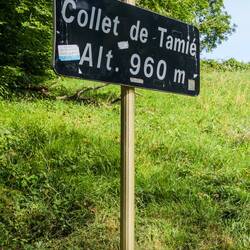 Collet de Tamié
Alt. 960 m